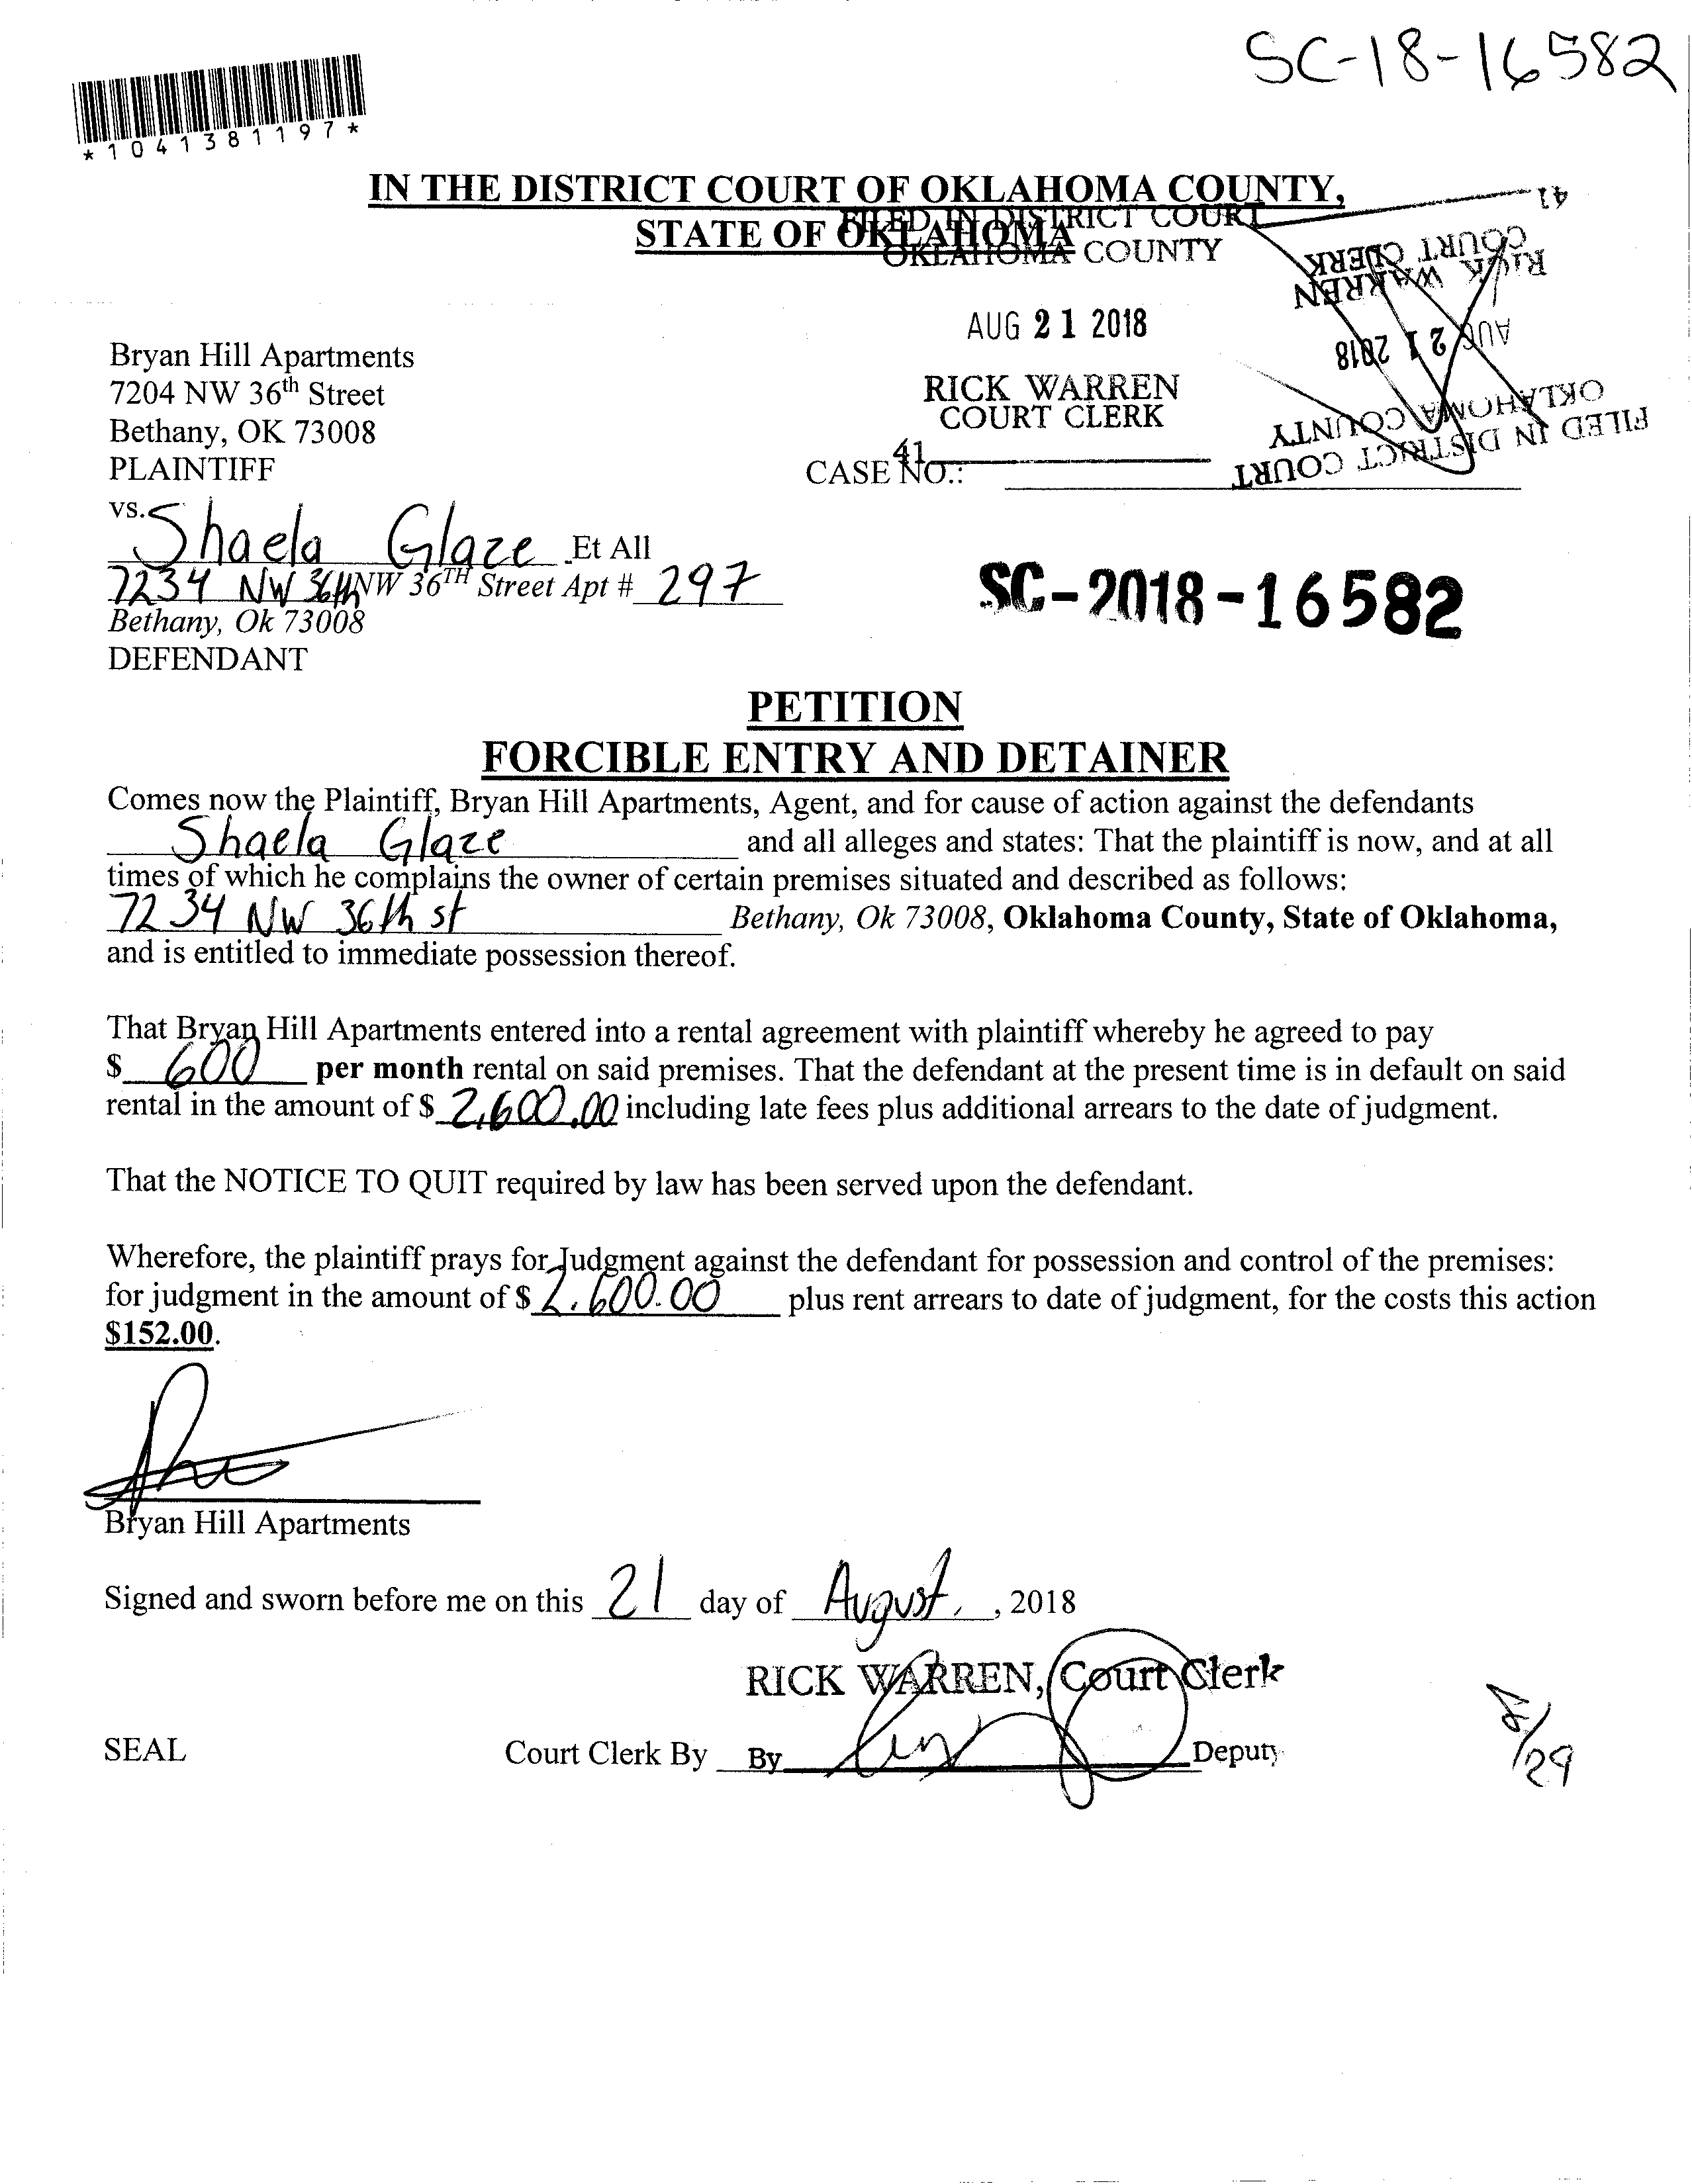 SC-18-16582
*1041381197*
IN THE DISTRICT COURT OF OKLAHOMA COUNTY,
STATE OF OKLAHOMA
FILED IN DISTRICT COURT
OKLAHOMA COUNTY
AUG 21 2018
RICK WARREN
COURT CLERK
41
FILED IN DISTRICT COURT
OKLAHOMA COUNTY
AUG 21 2018
RICK WARREN
COURT CLERK
41
Bryan Hill Apartments
7204 NW 36th Street
Bethany, OK 73008
PLAINTIFF
CASE NO.:
vs.
Shaela Glaze Et All
7234 NW 36th NW 36TH Street Apt # 297
Bethany, Ok 73008
DEFENDANT
SC-2018-16582
PETITION
FORCIBLE ENTRY AND DETAINER
Comes now the Plaintiff, Bryan Hill Apartments, Agent, and for cause of action against the defendants
Shaela Glaze and all alleges and states: That the plaintiff is now, and at all
times of which he complains the owner of certain premises situated and described as follows:
7234 NW 36th st Bethany, Ok 73008, Oklahoma County, State of Oklahoma,
and is entitled to immediate possession thereof.
That Bryan Hill Apartments entered into a rental agreement with plaintiff whereby he agreed to pay
$ 600 per month rental on said premises. That the defendant at the present time is in default on said
rental in the amount of $ 2,600.00 including late fees plus additional arrears to the date of judgment.
That the NOTICE TO QUIT required by law has been served upon the defendant.
Wherefore, the plaintiff prays for Judgment against the defendant for possession and control of the premises:
for judgment in the amount of $ 2,600.00 plus rent arrears to date of judgment, for the costs this action
$152.00.
Bryan Hill Apartments
Signed and sworn before me on this 21 day of August, , 2018
RICK WARREN, Court Clerk
SEAL Court Clerk By By Deputy
8/29